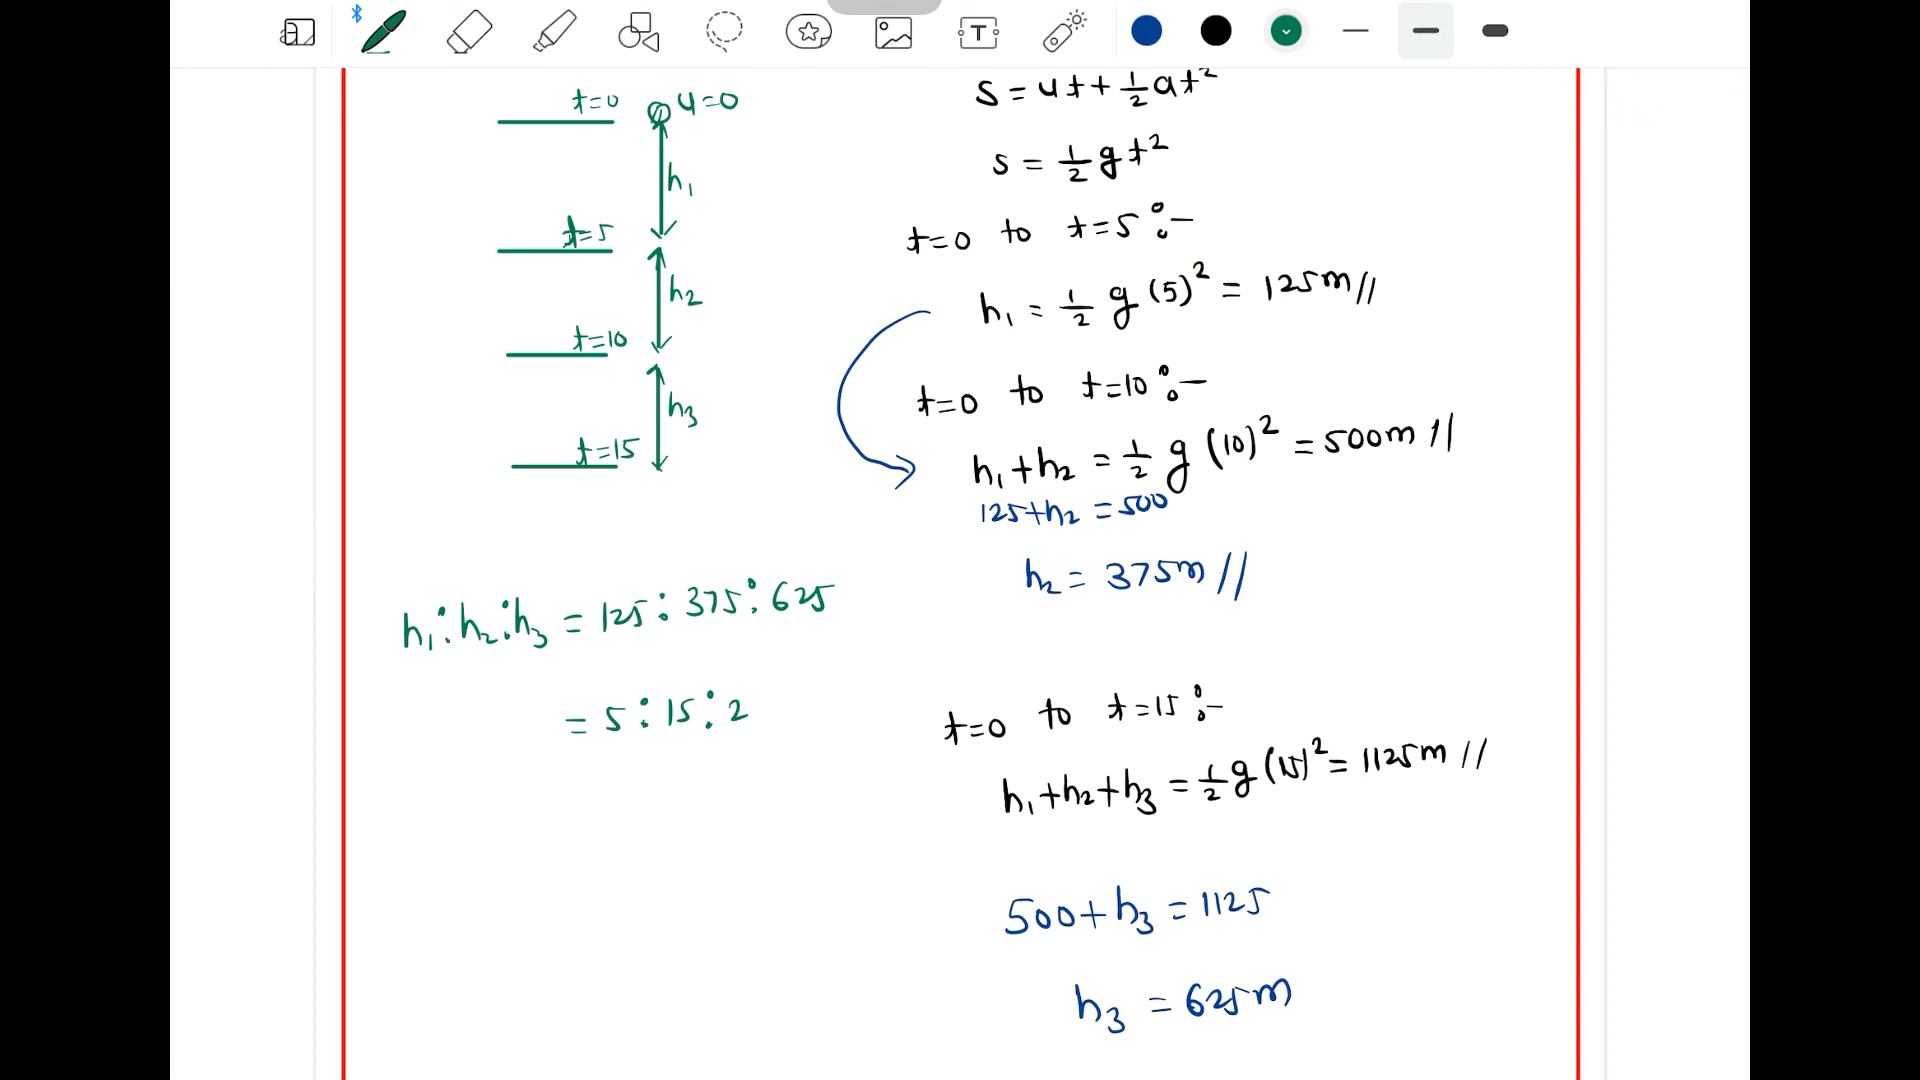 t=0 u=0
h₁
t=5
h₂
t=10
h₃
t=15
h₁:h₂:h₃ = 125:375:625
= 5:15:2
s = ut + ½at²
s = ½gt²
t=0 to t=5 :-
h₁ = ½ g (5)² = 125m//
t=0 to t=10 :-
h₁+h₂ = ½ g (10)² = 500m//
125+h₂ = 500
h₂ = 375m//
t=0 to t=15 :-
h₁+h₂+h₃ = ½ g (15)² = 1125m//
500+h₃ = 1125
h₃ = 625m